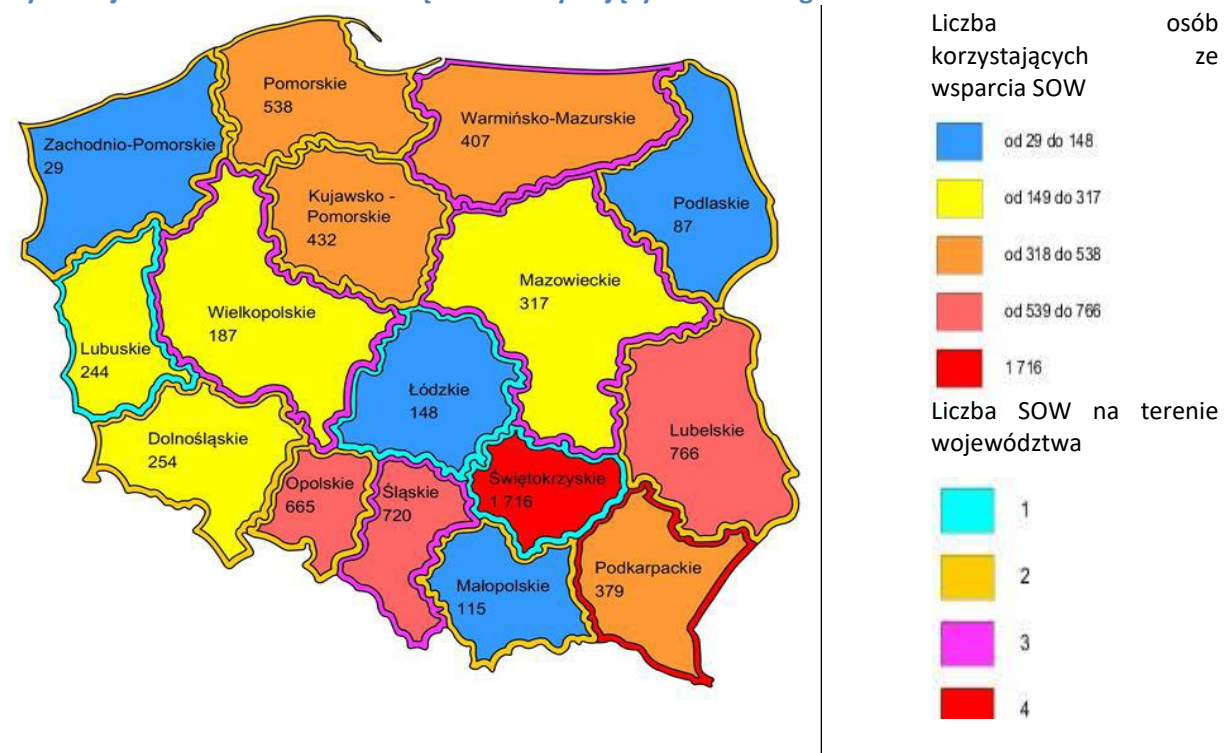 Pomorskie
538
Warmińsko-Mazurskie
407
Zachodnio-Pomorskie
29
Kujawsko -
Pomorskie
432
Podlaskie
87
Mazowieckie
317
Wielkopolskie
187
Lubuskie
244
Łódzkie
148
Dolnośląskie
254
Lubelskie
766
Opolskie
665
Śląskie
720
Świętokrzyskie
1 716
Małopolskie
115
Podkarpackie
379
Liczba osób
korzystających ze
wsparcia SOW
od 29 do 148
od 149 do 317
od 318 do 538
od 539 do 766
1 716
Liczba SOW na terenie
województwa
1
2
3
4